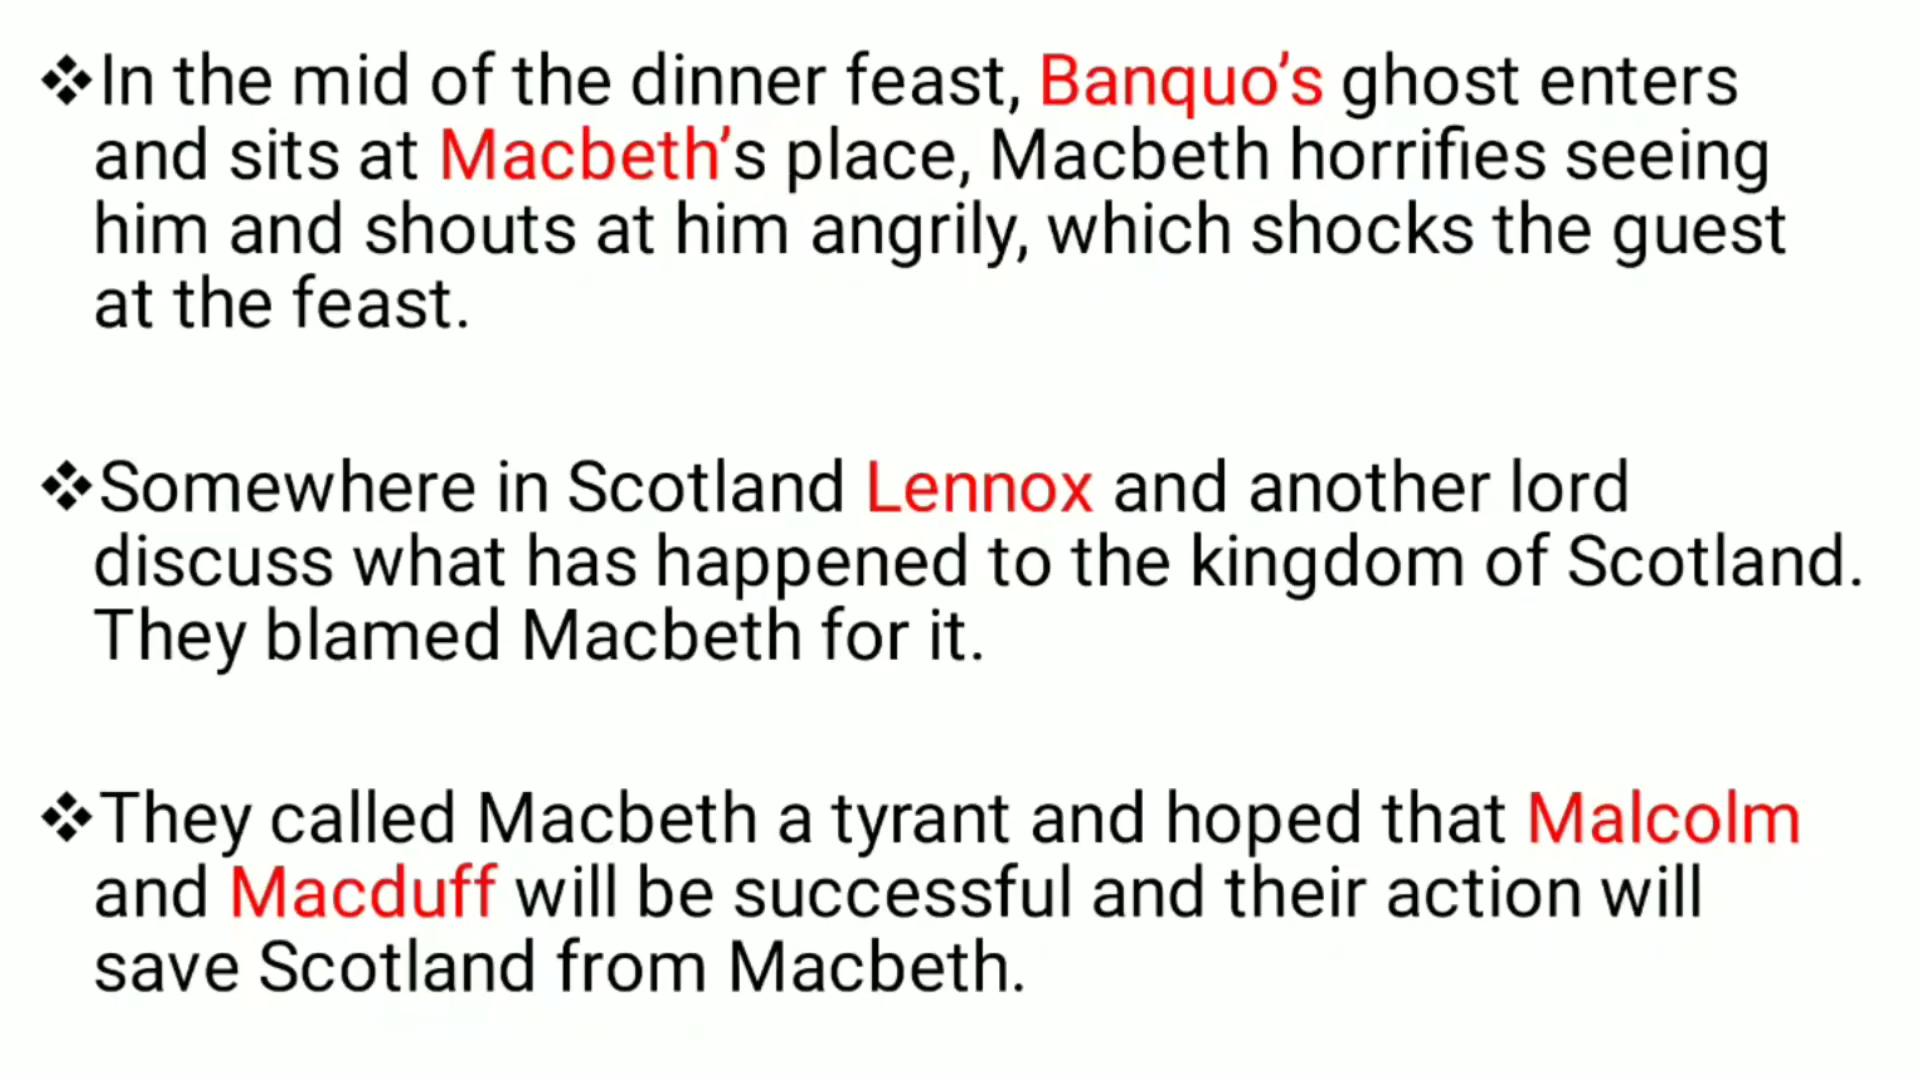 ❖In the mid of the dinner feast, Banquo’s ghost enters
and sits at Macbeth’s place, Macbeth horrifies seeing
him and shouts at him angrily, which shocks the guest
at the feast.
❖Somewhere in Scotland Lennox and another lord
discuss what has happened to the kingdom of Scotland.
They blamed Macbeth for it.
❖They called Macbeth a tyrant and hoped that Malcolm
and Macduff will be successful and their action will
save Scotland from Macbeth.